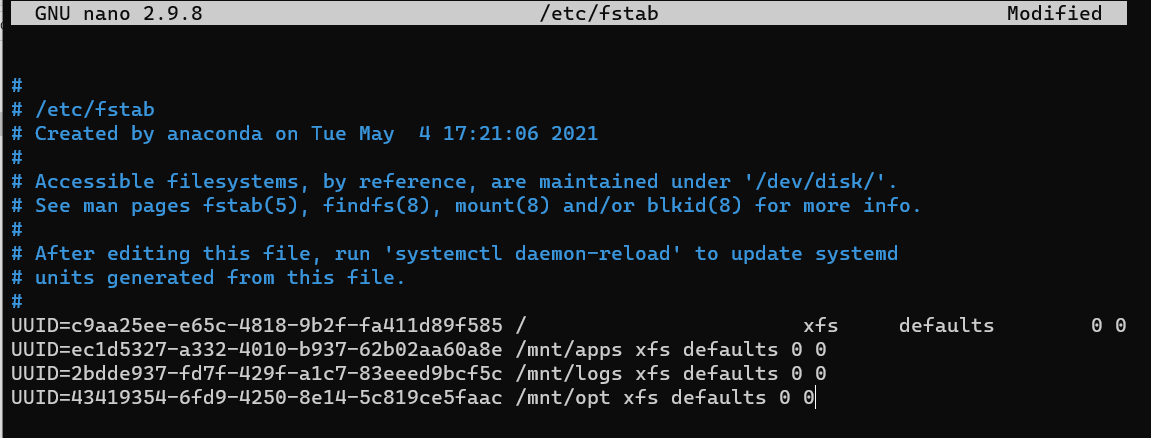 GNU nano 2.9.8 /etc/fstab Modified
#
# /etc/fstab
# Created by anaconda on Tue May  4 17:21:06 2021
#
# Accessible filesystems, by reference, are maintained under '/dev/disk/'.
# See man pages fstab(5), findfs(8), mount(8) and/or blkid(8) for more info.
#
# After editing this file, run 'systemctl daemon-reload' to update systemd
# units generated from this file.
#
UUID=c9aa25ee-e65c-4818-9b2f-fa411d89f585 /                       xfs     defaults        0 0
UUID=ec1d5327-a332-4010-b937-62b02aa60a8e /mnt/apps xfs defaults 0 0
UUID=2bdde937-fd7f-429f-a1c7-83eeed9bcf5c /mnt/logs xfs defaults 0 0
UUID=43419354-6fd9-4250-8e14-5c819ce5faac /mnt/opt xfs defaults 0 0